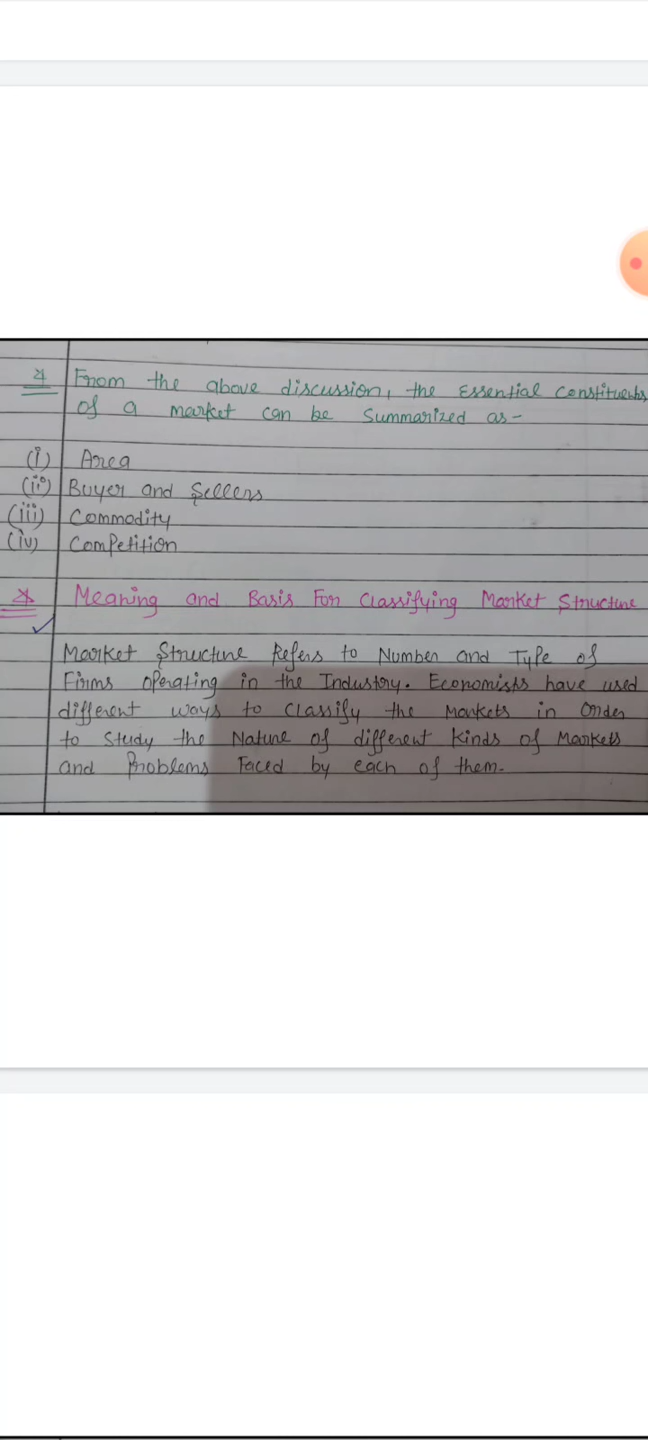 From the above discussion, the Essential Constituents
of a market can be Summarized as-
(i) Area
(ii) Buyer and Sellers
(iii) Commodity
(iv) Competition
Meaning and Basis For Classifying Market Structure
Market Structure Refers to Number and Type of
Firms Operating in the Industry. Economists have used
different ways to Classify the Markets in Order
to Study the Nature of different Kinds of Markets
and Problems Faced by each of them.